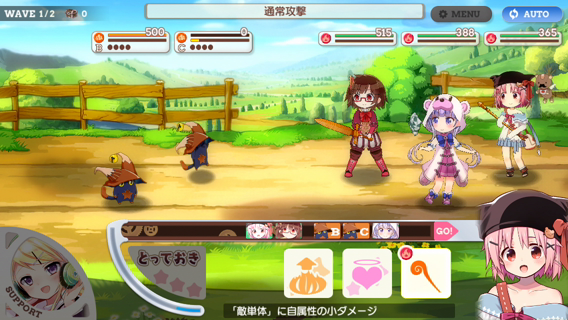 WAVE 1/2 0
通常攻撃
MENU
AUTO
500
B
0
C
515
388
365
B
C
GO!
SUPPORT
とっておき
「敵単体」に自属性の小ダメージ